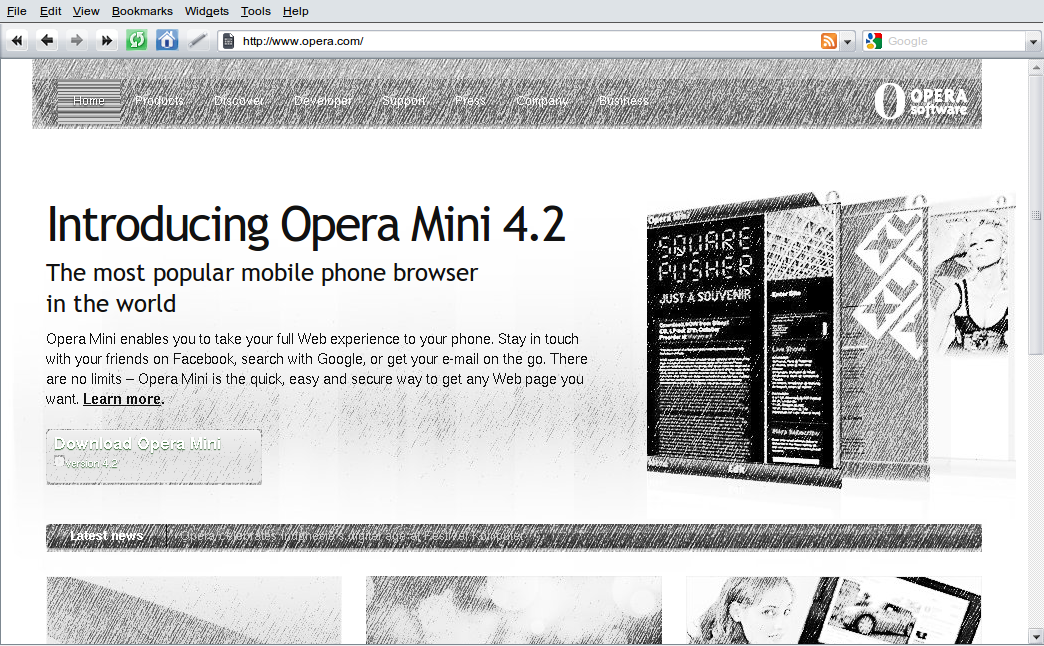 File Edit View Bookmarks Widgets Tools Help
http://www.opera.com/
Google
Home Products Discover Developer Support Press Company Business
OPERA
software
Introducing Opera Mini 4.2
The most popular mobile phone browser
in the world
Opera Mini enables you to take your full Web experience to your phone. Stay in touch
with your friends on Facebook, search with Google, or get your e-mail on the go. There
are no limits – Opera Mini is the quick, easy and secure way to get any Web page you
want. Learn more.
Download Opera Mini
version 4.2
SQUARE
PUSHER
JUST A SOUVENIR
Latest news Opera celebrates Indonesia's digital age at Festival Komputer